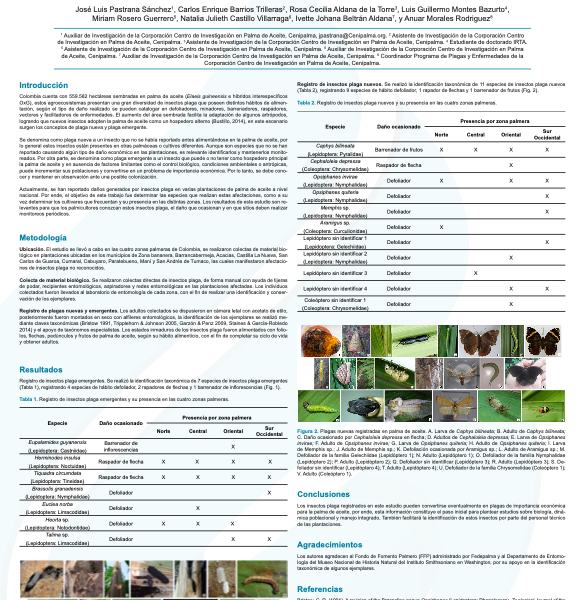 José Luis Pastrana Sánchez¹, Carlos Enrique Barrios Trilleras², Rosa Cecilia Aldana de la Torre³, Luis Guillermo Montes Bazurto⁴,
Miriam Rosero Guerrero⁵, Natalia Julieth Castillo Villarraga⁶, Ivette Johana Beltrán Aldana⁷, y Anuar Morales Rodríguez⁸
¹ Auxiliar de Investigación de la Corporación Centro de Investigación en Palma de Aceite, Cenipalma, jpastrana@Cenipalma.org. ² Asistente de Investigación de la Corporación Centro
de Investigación en Palma de Aceite, Cenipalma. ³ Asistente de Investigación de la Corporación Centro de Investigación en Palma de Aceite, Cenipalma. ⁴ Estudiante de doctorado IRTA.
⁵ Asistente de Investigación de la Corporación Centro de Investigación en Palma de Aceite, Cenipalma. ⁶ Auxiliar de Investigación de la Corporación Centro de Investigación en Palma
de Aceite, Cenipalma. ⁷ Auxiliar de Investigación de la Corporación Centro de Investigación en Palma de Aceite, Cenipalma. ⁸ Coordinador Programa de Plagas y Enfermedades de la
Corporación Centro de Investigación en Palma de Aceite, Cenipalma.
Introducción
Colombia cuenta con 559.582 hectáreas sembradas en palma de aceite (Elaeis guineensis e híbridos interespecíficos
OxG), estos agroecosistemas presentan una gran diversidad de insectos plaga que poseen distintos hábitos de alimen-
tación, según el tipo de daño realizado se pueden catalogar en defoliadores, minadores, barrenadores, raspadores,
vectores y facilitadores de enfermedades. El aumento del área sembrada facilita la adaptación de algunos artrópodos,
logrando que nuevos insectos adopten la palma de aceite como un hospedero alterno (Bustillo, 2014), en este escenario
surgen los conceptos de plaga nueva y plaga emergente.
Se denomina como plaga nueva a un insecto que no se había reportado antes alimentándose en la palma de aceite, por
lo general estos insectos están presentes en otras palmáceas o cultivos diferentes. Aunque son especies que no se han
reportado causando algún tipo de daño económico en las plantaciones, es relevante identificarlos y mantenerlos monito-
reados. Por otra parte, se denomina como plaga emergente a un insecto que puede o no tener como hospedero principal
la palma de aceite y en ausencia de factores limitantes como el control biológico, condiciones ambientales o antrópicas,
puede incrementar sus poblaciones y convertirse en un problema de importancia económica. Por lo tanto, se debe cono-
cer y mantener en observación ante una posible colonización.
Actualmente, se han reportado daños generados por insectos plaga en varias plantaciones de palma de aceite a nivel
nacional. Por ende, el objetivo de este trabajo fue determinar las especies que realizan estas afectaciones, como a su
vez determinar los cultivares que frecuentan y su presencia en las distintas zonas. Los resultados de este estudio son re-
levantes para que los palmicultores conozcan estos insectos plaga, el daño que ocasionan y en que sitios deben realizar
monitoreos periódicos.
Metodología
Ubicación. El estudio se llevó a cabo en las cuatro zonas palmeras de Colombia, se realizaron colectas de material bio-
lógico en plantaciones ubicadas en los municipios de Zona bananera, Barrancabermeja, Acacías, Castilla La Nueva, San
Carlos de Guaroa, Cumaral, Cabuyaro, Paratebueno, Maní y San Andrés de Tumaco, las cuales manifestaron afectacio-
nes de insectos plaga no reconocidos.
Colecta de material biológico. Se realizaron colectas directas de insectos plaga, de forma manual con ayuda de tijeras
de podar, recipientes entomológicos, aspiradores y redes entomológicas en las plantaciones afectadas. Los individuos
colectados fueron llevados al laboratorio de entomología de cada zona, con el fin de realizar la identificación y conser-
vación de los ejemplares.
Registro de plagas nuevas y emergentes. Los adultos colectados se dispusieron en cámara letal con acetato de etilo,
posteriormente fueron montado en seco con alfileres entomológicos, la identificación de los ejemplares se realizó me-
diante claves taxonómicas (Bristow 1991, Tripplehorn & Johnson 2005, Garzón & Perz 2009, Staines & García-Robledo
2014) y el apoyo de taxónomos especialistas. Los estados inmaduros de los insectos plaga fueron alimentados con folio-
los, flechas, pedúnculos y frutos de palma de aceite, según su hábito alimenticio, con el fin de completar su ciclo de vida
y obtener adultos.
Resultados
Registro de insectos plaga emergentes. Se realizó la identificación taxonómica de 7 especies de insectos plaga emergentes
(Tabla 1), registrando 4 especies de hábito defoliador, 2 raspadores de flechas y 1 barrenador de inflorescencias (Fig. 1).
Tabla 1. Registro de insectos plaga emergentes y su presencia en las cuatro zonas palmeras.
Especie Daño ocasionado Presencia por zona palmera
Norte Central Oriental Sur Occidental
Eupalamides guyanensis (Lepidoptera: Castniidae) Barrenador de inflorescencias X
Herminodes insulsa (Lepidoptera: Noctuidae) Raspador de flecha X X X X
Tiquadra circumdata (Lepidoptera: Tineidae) Raspador de flecha X X X X
Brassolis granadensis (Lepidoptera: Nymphalidae) Defoliador X
Euclea norba (Lepidoptera: Limacodidae) Defoliador X
Heorta sp. (Lepidoptera: Notodontidae) Defoliador X X X
Talima sp. (Lepidoptera: Limacodidae) Defoliador X X
Registro de insectos plaga nuevos. Se realizó la identificación taxonómica de 11 especies de insectos plaga nuevos
(Tabla 2), registrando 9 especies de hábito defoliador, 1 raspador de flechas y 1 barrenador de frutos (Fig. 2).
Tabla 2. Registro de insectos plaga nuevos y su presencia en las cuatro zonas palmeras.
Especie Daño ocasionado Presencia por zona palmera
Norte Central Oriental Sur Occidental
Caphys bilineata (Lepidoptera: Pyralidae) Barrenador de frutos X X X X
Cephaloleia depressa (Coleoptera: Chrysomelidae) Raspador de flecha X
Opsiphanes invirae (Lepidoptera: Nymphalidae) Defoliador X X X
Opsiphanes quiteria (Lepidoptera: Nymphalidae) Defoliador X
Memphis sp. (Lepidoptera: Nymphalidae) Defoliador X
Aramigus sp. (Coleoptera: Curculionidae) Defoliador X
Lepidóptero sin identificar 1 (Lepidoptera: Gelechiidae) Defoliador X
Lepidóptero sin identificar 2 (Lepidoptera: Nymphalidae) Defoliador X
Lepidóptero sin identificar 3 Defoliador X
Lepidóptero sin identificar 4 Defoliador X X
Coleóptero sin identificar 1 (Coleoptera: Chrysomelidae) Defoliador X
Figura 2. Plagas nuevas registradas en palma de aceite. A. Larva de Caphys bilineata; B. Adulto de Caphys bilineata;
C. Daño ocasionado por Cephaloleia depressa en flecha; D. Adultos de Cephaloleia depressa; E. Larva de Opsiphanes
invirae; F. Adulto de Opsiphanes invirae; G. Larva de Opsiphanes quiteria; H. Adulto de Opsiphanes quiteria; I. Larva
de Memphis sp.; J. Adulto de Memphis sp.; K. Defoliación ocasionada por Aramigus sp.; L. Adulto de Aramigus sp.; M.
Defoliador de la familia Gelechiidae (Lepidóptero 1); N. Adulto (Lepidóptero 1); O. Defoliador de la familia Nymphalidae
(Lepidóptero 2); P. Adulto (Lepidóptero 2); Q. Defoliador sin identificar (Lepidóptero 3); R. Adulto (Lepidóptero 3); S. De-
foliador sin identificar (Lepidóptero 4); T. Adulto (Lepidóptero 4); U. Defoliador de la familia Chrysomelidae (Coleóptero 1);
V. Adulto (Coleóptero 1).
Conclusiones
Los insectos plaga registrados en este estudio pueden convertirse eventualmente en plagas de importancia económica
para la palma de aceite, por ende, esta información constituye el paso inicial para plantear estudios sobre biología, diná-
mica poblacional y manejo integrado. También facilitará la identificación de estos insectos por parte del personal técnico
de las plantaciones.
Agradecimientos
Los autores agradecen al Fondo de Fomento Palmero (FFP) administrado por Fedepalma y al Departamento de Entomo-
logía del Museo Nacional de Historia Natural del Instituto Smithsoniano en Washington, por su apoyo en la identificación
taxonómica de algunos ejemplares.
Referencias